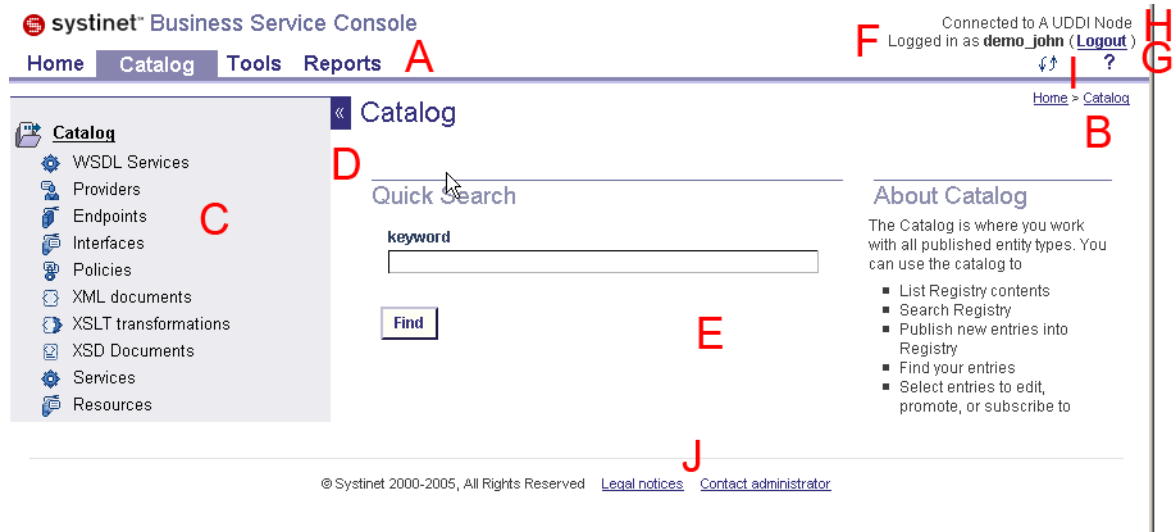 systinet™ Business Service Console
Connected to A UDDI Node H
F Logged in as demo_john ( Logout ) G
Home Catalog Tools Reports A
I ?
« Catalog
Home > Catalog
B
Catalog
WSDL Services
Providers
Endpoints
Interfaces
Policies
XML documents
XSLT transformations
XSD Documents
Services
Resources
C
D
Quick Search
keyword
Find
E
About Catalog
The Catalog is where you work
with all published entity types. You
can use the catalog to
List Registry contents
Search Registry
Publish new entries into
Registry
Find your entries
Select entries to edit,
promote, or subscribe to
J
© Systinet 2000-2005, All Rights Reserved Legal notices Contact administrator